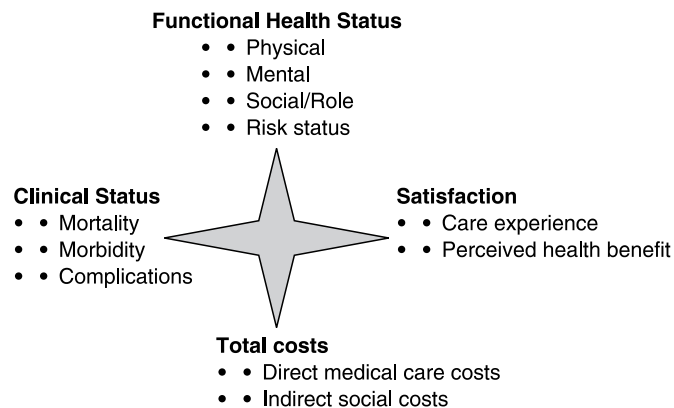 Functional Health Status
• • Physical
• • Mental
• • Social/Role
• • Risk status
Clinical Status
• • Mortality
• • Morbidity
• • Complications
Satisfaction
• • Care experience
• • Perceived health benefit
Total costs
• • Direct medical care costs
• • Indirect social costs